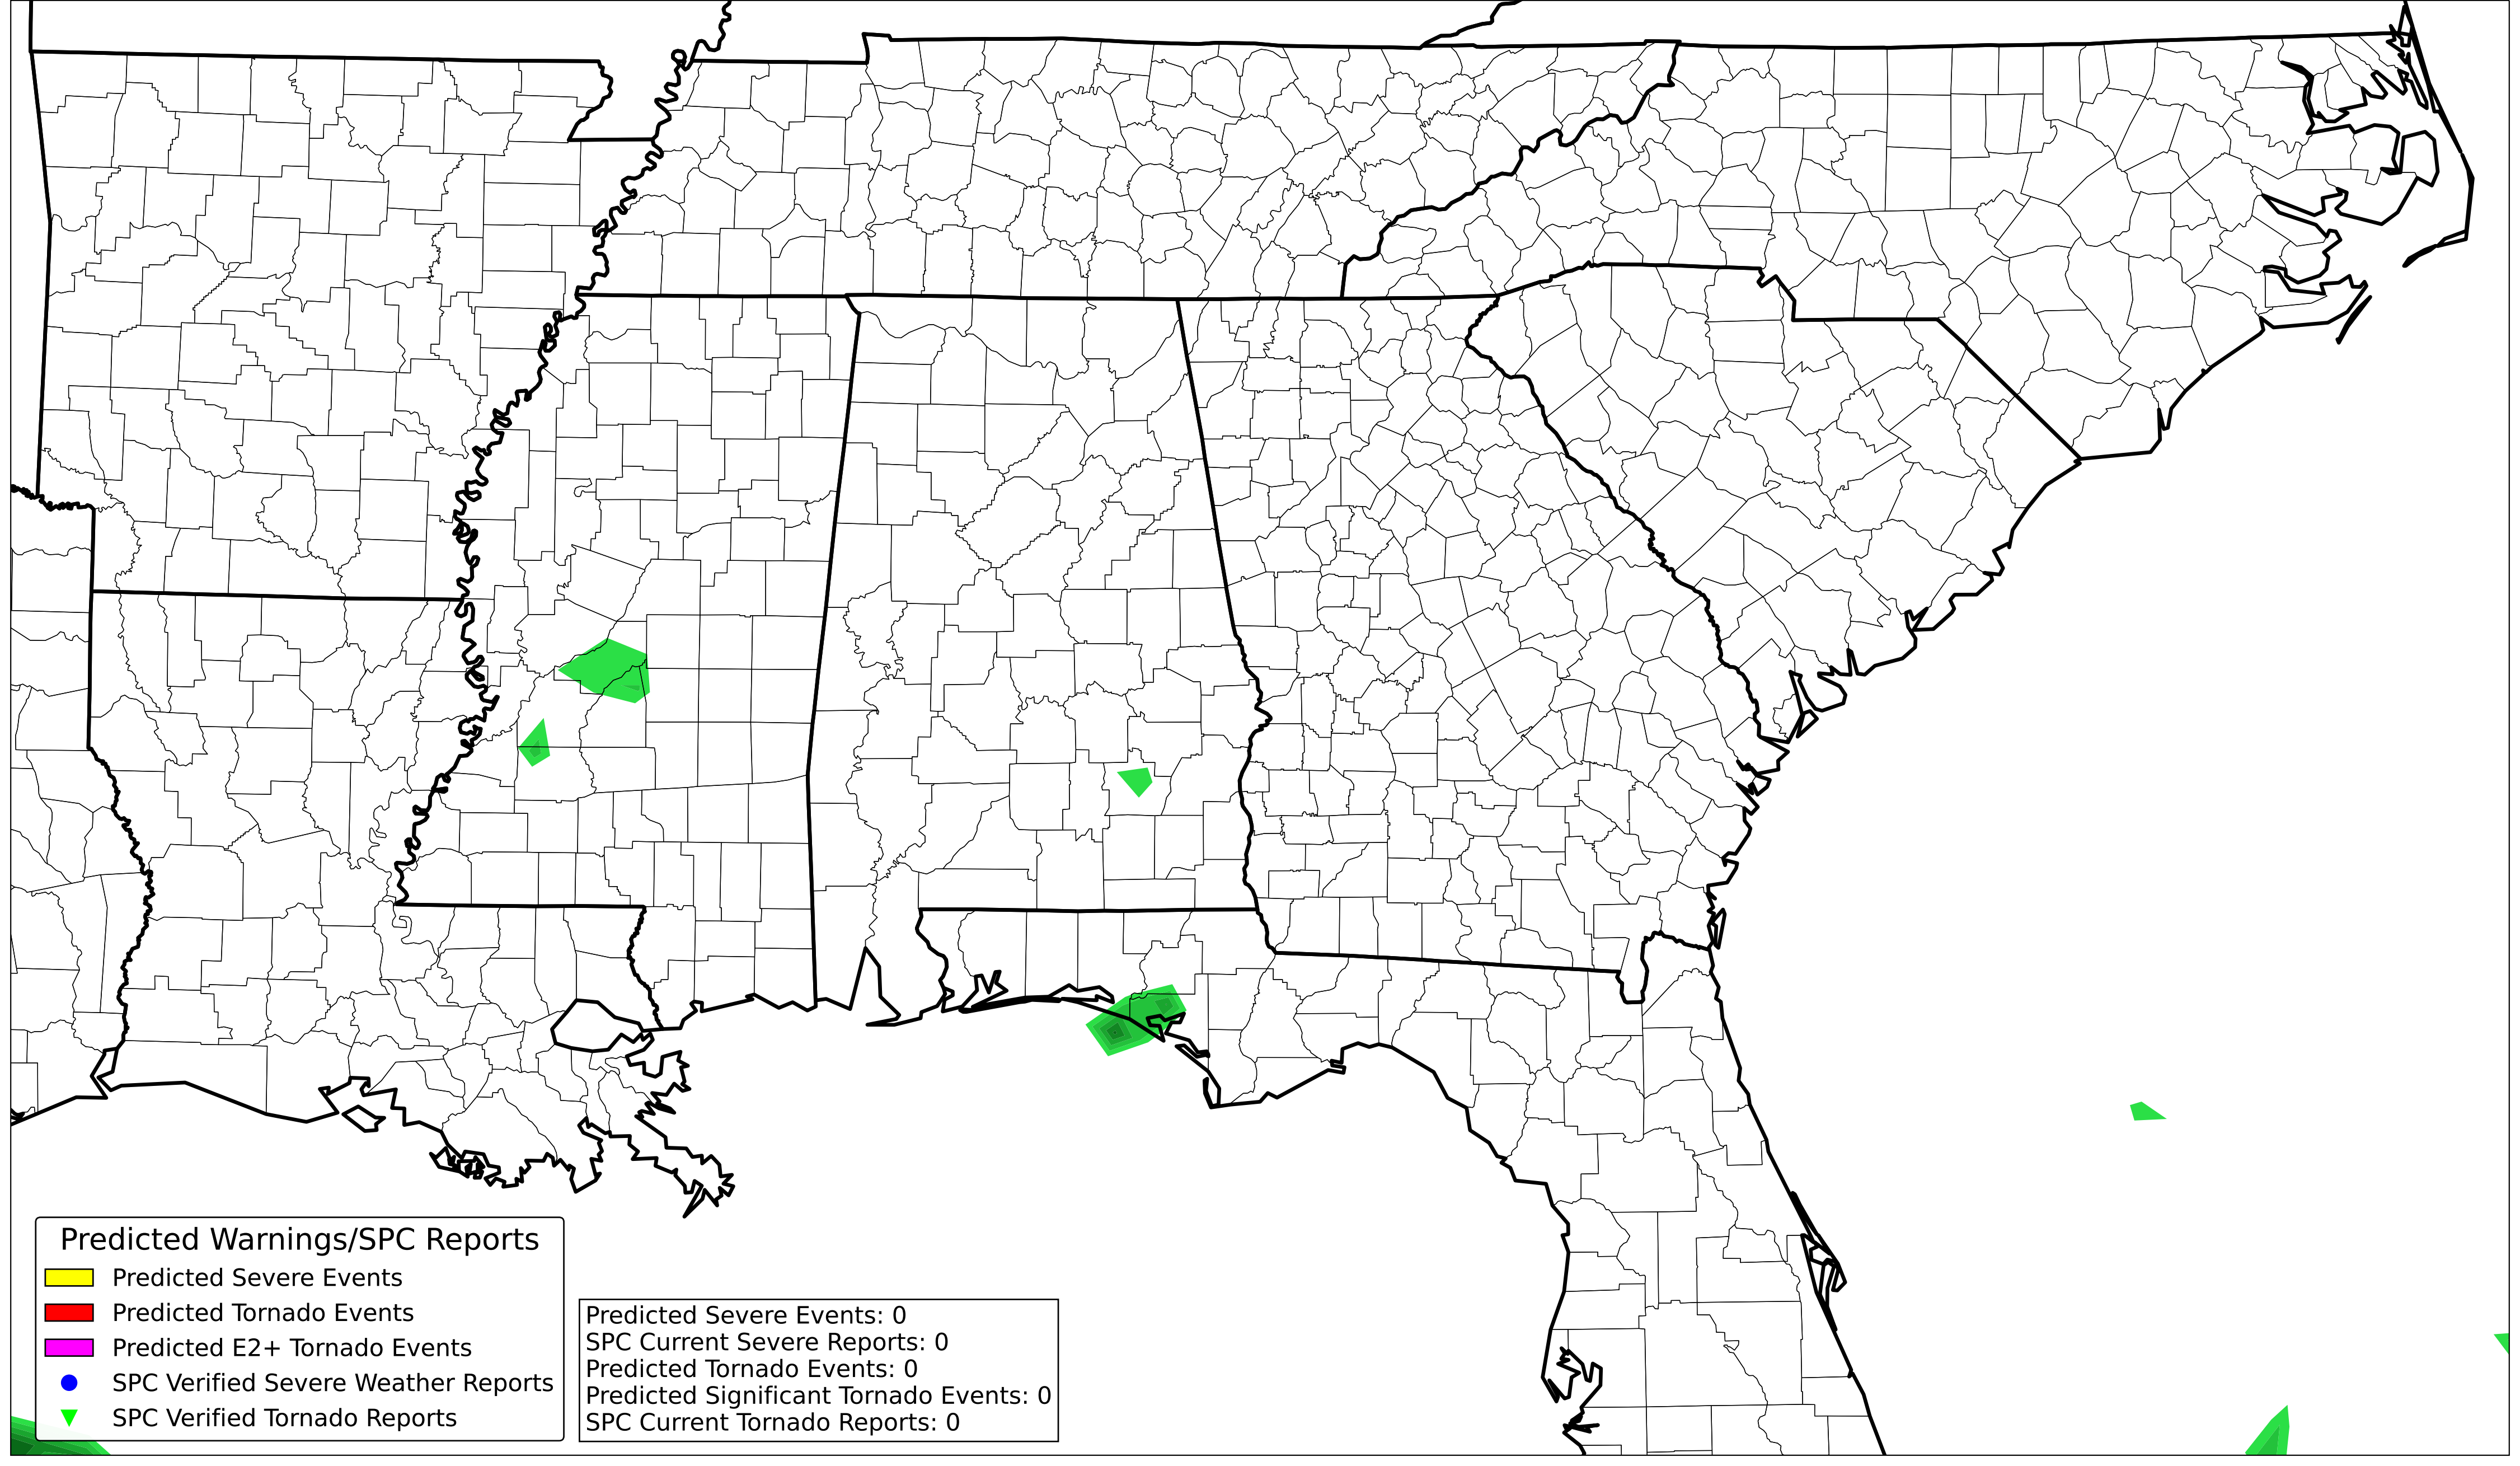 Predicted Warnings/SPC Reports
Predicted Severe Events
Predicted Tornado Events
Predicted E2+ Tornado Events
SPC Verified Severe Weather Reports
SPC Verified Tornado Reports
Predicted Severe Events: 0
SPC Current Severe Reports: 0
Predicted Tornado Events: 0
Predicted Significant Tornado Events: 0
SPC Current Tornado Reports: 0